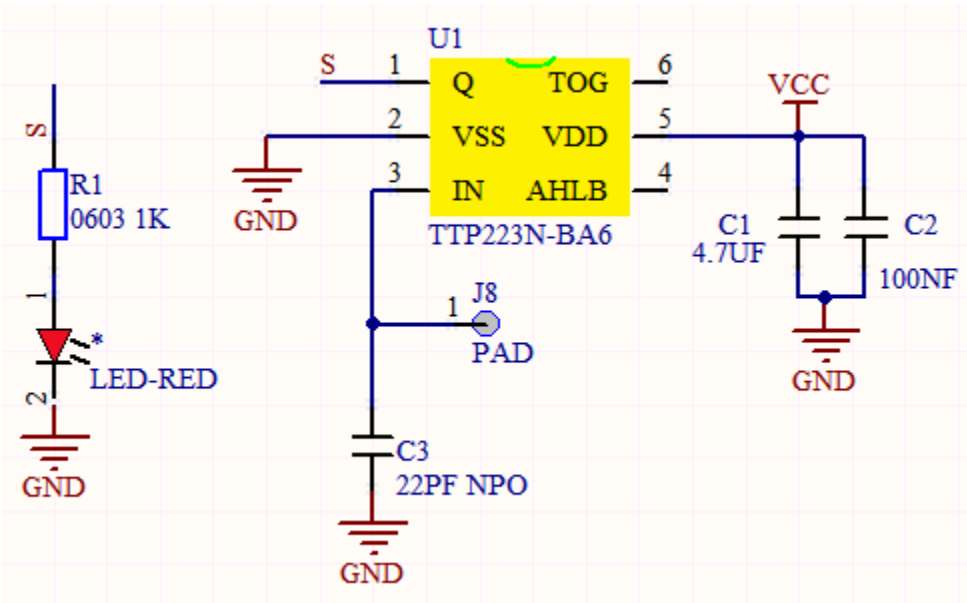 S
R1
0603 1K
1
*
LED-RED
2
GND
U1
S
1
Q
TOG
6
2
VSS
VDD
5
3
IN
AHLB
4
TTP223N-BA6
GND
J8
1
PAD
C3
22PF NPO
GND
VCC
C1
4.7UF
C2
100NF
GND